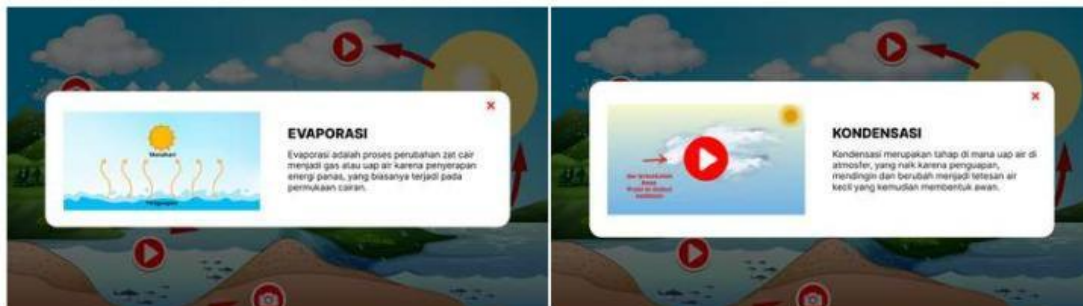 EVAPORASI
Evaporasi adalah proses perubahan zat cair
menjadi gas atau uap air karena penyerapan
energi panas, yang biasanya terjadi pada
permukaan cairan.
Matahari
Penguapan
KONDENSASI
Kondensasi merupakan tahap di mana uap air di
atmosfer, yang naik karena penguapan,
mendingin dan berubah menjadi tetesan air
kecil yang kemudian membentuk awan.